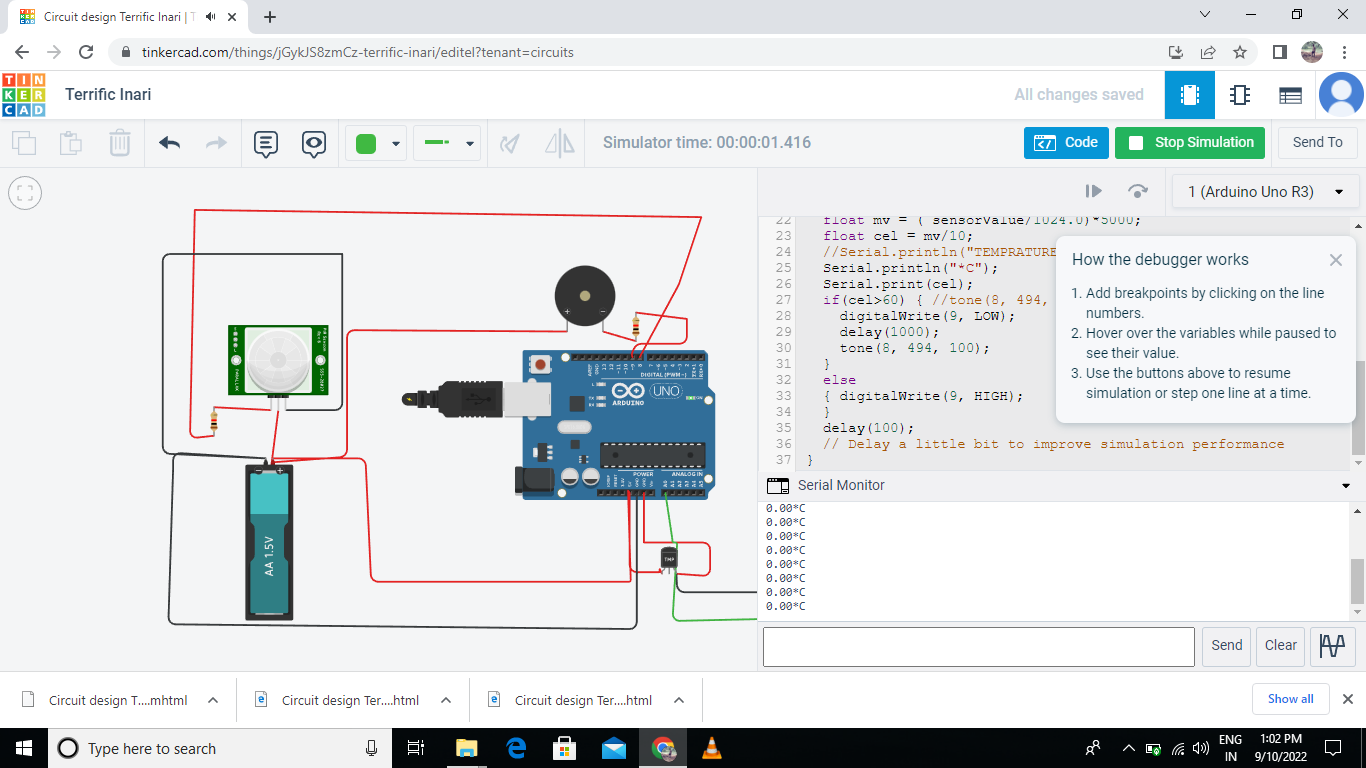 Circuit design Terrific Inari | T
tinkercad.com/things/jGykJS8zmCz-terrific-inari/editel?tenant=circuits
TIN
KER
CAD
Terrific Inari
All changes saved
Simulator time: 00:00:01.416
Code
Stop Simulation
Send To
1 (Arduino Uno R3)
22 float mv = ( sensorValue/1024.0)*5000;
23 float cel = mv/10;
24 //Serial.println("TEMPRATURE
25 Serial.println("*C");
26 Serial.print(cel);
27 if(cel>60) { //tone(8, 494,
28 digitalWrite(9, LOW);
29 delay(1000);
30 tone(8, 494, 100);
31 }
32 else
33 { digitalWrite(9, HIGH);
34 }
35 delay(100);
36 // Delay a little bit to improve simulation performance
37 }
How the debugger works
1. Add breakpoints by clicking on the line
numbers.
2. Hover over the variables while paused to
see their value.
3. Use the buttons above to resume
simulation or step one line at a time.
DIGITAL (PWM~)
UNO
ARDUINO
POWER
ANALOG IN
TMP
AA 1.5V
Serial Monitor
0.00*C
0.00*C
0.00*C
0.00*C
0.00*C
0.00*C
0.00*C
0.00*C
Send
Clear
Circuit design T....mhtml
Circuit design Ter....html
Circuit design Ter....html
Show all
Type here to search
ENG
IN
1:02 PM
9/10/2022